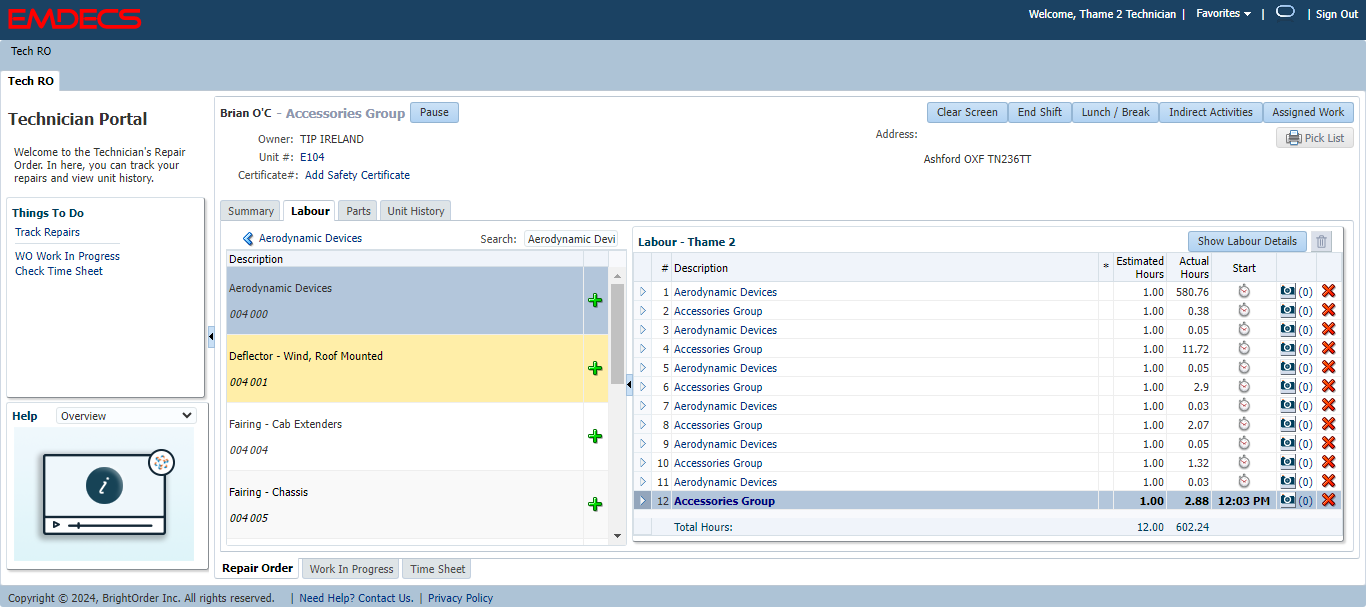 EMDECS
Welcome, Thame 2 Technician | Favorites | | Sign Out
Tech RO
Tech RO
Technician Portal
Welcome to the Technician's Repair
Order. In here, you can track your
repairs and view unit history.
Things To Do
Track Repairs
WO Work In Progress
Check Time Sheet
Help Overview
i
Brian O'C - Accessories Group Pause
Clear Screen End Shift Lunch / Break Indirect Activities Assigned Work
Pick List
Owner: TIP IRELAND
Unit #: E104
Certificate#: Add Safety Certificate
Address:
Ashford OXF TN236TT
Summary Labour Parts Unit History
Aerodynamic Devices Search: Aerodynamic Devi
Description
Aerodynamic Devices
004 000
Deflector - Wind, Roof Mounted
004 001
Fairing - Cab Extenders
004 004
Fairing - Chassis
004 005
Labour - Thame 2 Show Labour Details
# Description * Estimated Hours Actual Hours Start
1 Aerodynamic Devices 1.00 580.76 (0)
2 Accessories Group 1.00 0.38 (0)
3 Aerodynamic Devices 1.00 0.05 (0)
4 Accessories Group 1.00 11.72 (0)
5 Aerodynamic Devices 1.00 0.05 (0)
6 Accessories Group 1.00 2.9 (0)
7 Aerodynamic Devices 1.00 0.03 (0)
8 Accessories Group 1.00 2.07 (0)
9 Aerodynamic Devices 1.00 0.05 (0)
10 Accessories Group 1.00 1.32 (0)
11 Aerodynamic Devices 1.00 0.03 (0)
12 Accessories Group 1.00 2.88 12:03 PM (0)
Total Hours: 12.00 602.24
Repair Order Work In Progress Time Sheet
Copyright © 2024, BrightOrder Inc. All rights reserved. | Need Help? Contact Us. | Privacy Policy